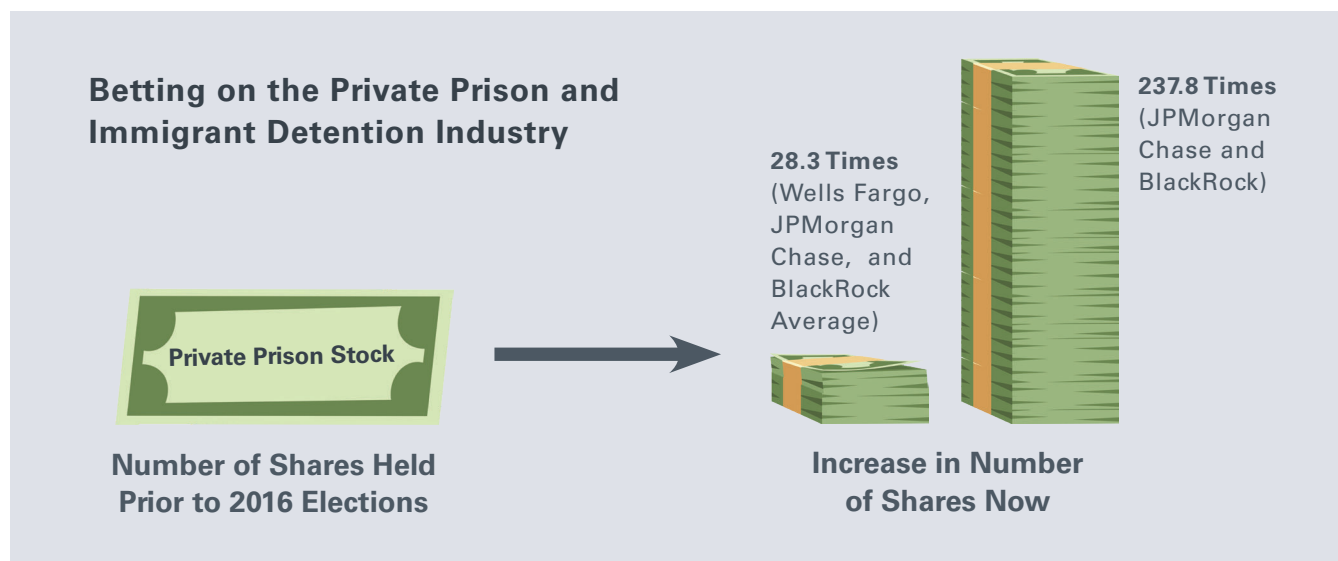 Betting on the Private Prison and
Immigrant Detention Industry
Private Prison Stock
Number of Shares Held
Prior to 2016 Elections
28.3 Times
(Wells Fargo,
JPMorgan
Chase, and
BlackRock
Average)
237.8 Times
(JPMorgan
Chase and
BlackRock)
Increase in Number
of Shares Now